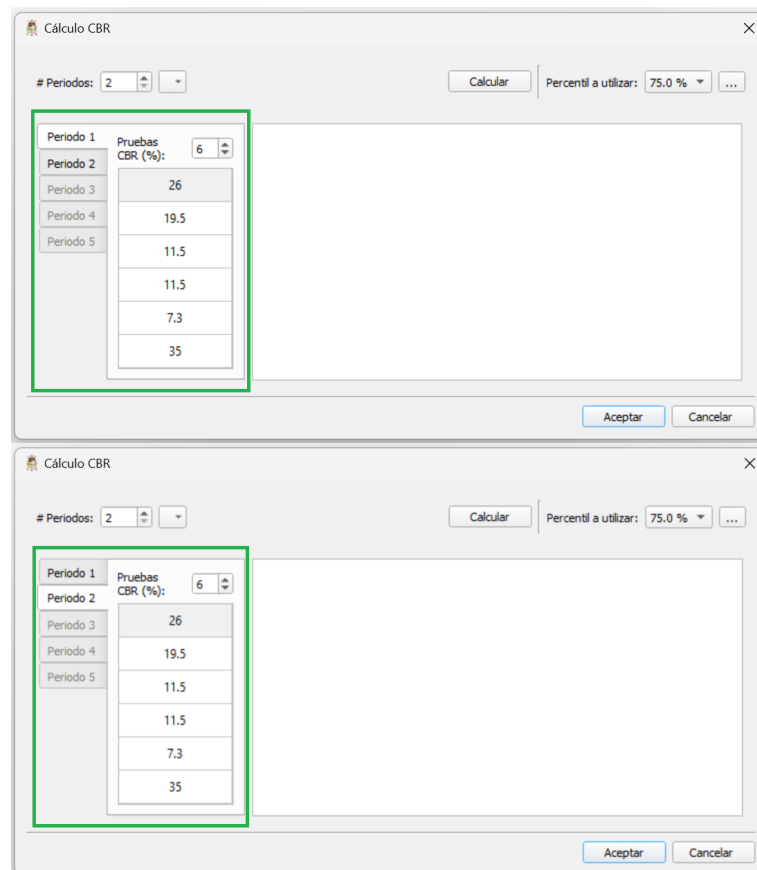 Cálculo CBR
# Periodos: 2 Calcular Percentil a utilizar: 75.0 % ...
Periodo 1
Periodo 2
Periodo 3
Periodo 4
Periodo 5
Pruebas
CBR (%): 6
26
19.5
11.5
11.5
7.3
35
Aceptar Cancelar
Cálculo CBR
# Periodos: 2 Calcular Percentil a utilizar: 75.0 % ...
Periodo 1
Periodo 2
Periodo 3
Periodo 4
Periodo 5
Pruebas
CBR (%): 6
26
19.5
11.5
11.5
7.3
35
Aceptar Cancelar